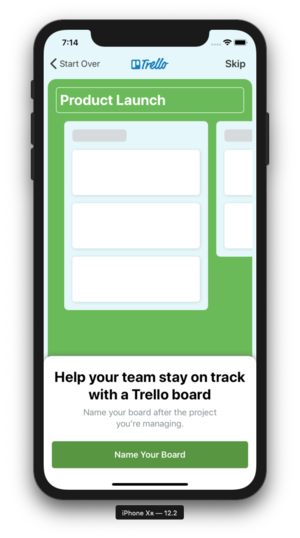 7:14
Start Over
Trello
Skip
Product Launch
Help your team stay on track
with a Trello board
Name your board after the project
you're managing.
Name Your Board
iPhone Xʀ — 12.2